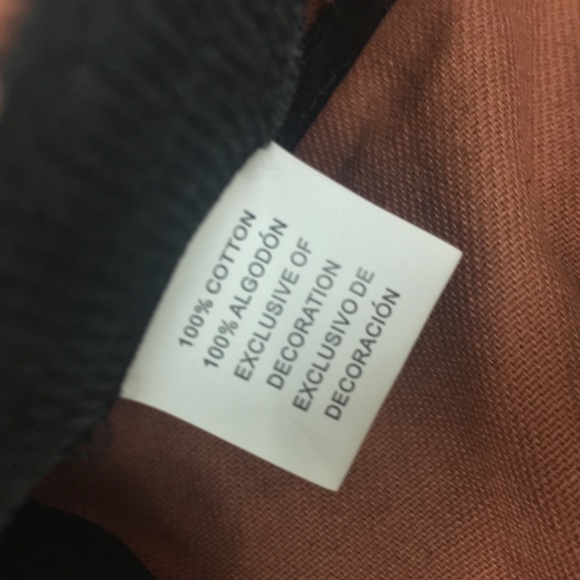 100% COTTON
100% ALGODÓN
EXCLUSIVE OF
DECORATION
EXCLUSIVO DE
DECORACIÓN